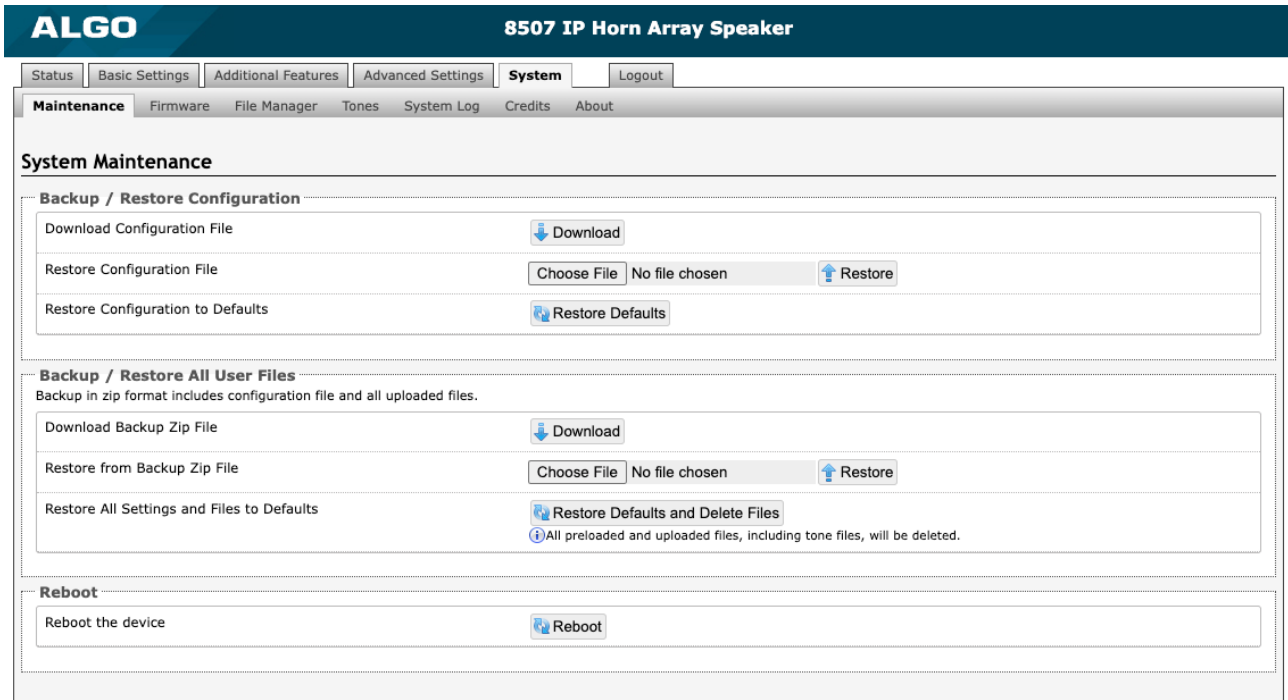 ALGO
8507 IP Horn Array Speaker
Status Basic Settings Additional Features Advanced Settings System Logout
Maintenance Firmware File Manager Tones System Log Credits About
System Maintenance
Backup / Restore Configuration
Download Configuration File Download
Restore Configuration File Choose File No file chosen Restore
Restore Configuration to Defaults Restore Defaults
Backup / Restore All User Files
Backup in zip format includes configuration file and all uploaded files.
Download Backup Zip File Download
Restore from Backup Zip File Choose File No file chosen Restore
Restore All Settings and Files to Defaults Restore Defaults and Delete Files
All preloaded and uploaded files, including tone files, will be deleted.
Reboot
Reboot the device Reboot